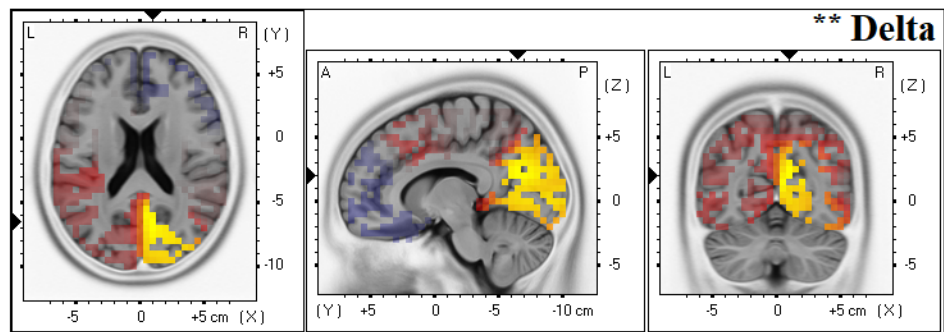 ** Delta
L R (Y)
+5
0
-5
-10
-5 0 +5 cm (X)
A P (Z)
+5
0
-5
(Y) +5 0 -5 -10 cm
L R (Z)
+5
0
-5
-5 0 +5 cm (X)